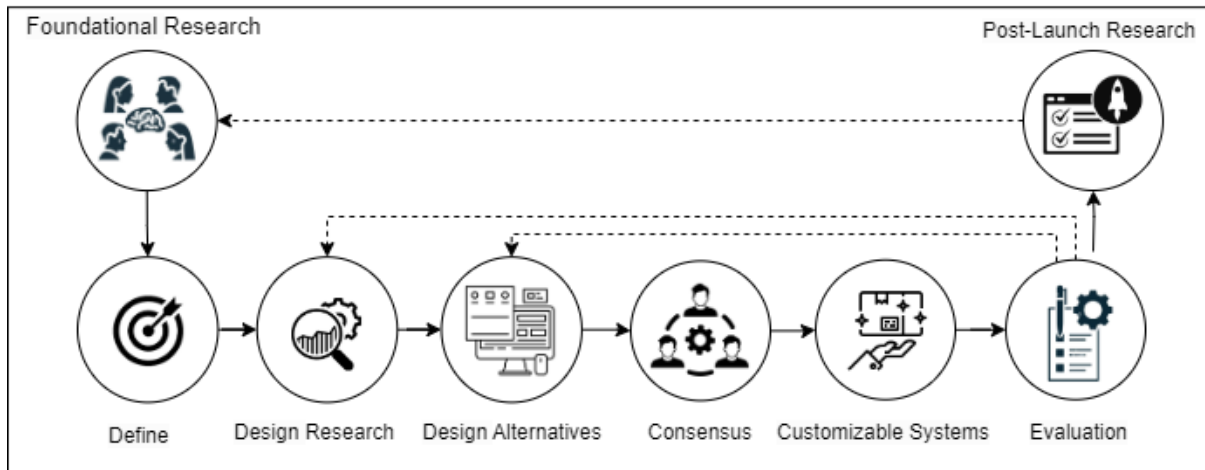 Foundational Research
Post-Launch Research
Define
Design Research
Design Alternatives
Consensus
Customizable Systems
Evaluation